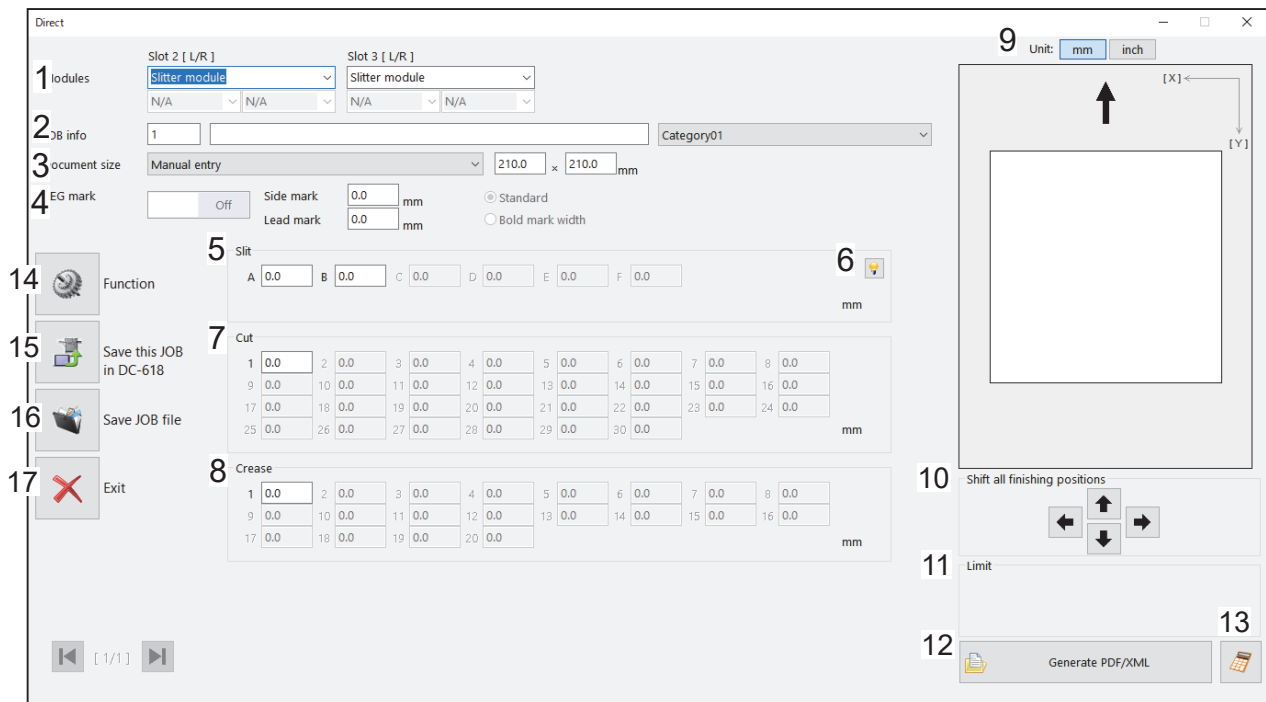 Direct
9 Unit: mm inch
Slot 2 [ L/R ] Slot 3 [ L/R ]
1 odules Slitter module Slitter module
N/A N/A N/A N/A
2 OB info 1 Category01
3 ocument size Manual entry 210.0 × 210.0 mm
4 EG mark Off Side mark 0.0 mm Standard
Lead mark 0.0 mm Bold mark width
[X]
[Y]
5 Slit 6
A 0.0 B 0.0 C 0.0 D 0.0 E 0.0 F 0.0
mm
14 Function
15 Save this JOB
in DC-618
16 Save JOB file
17 Exit
7 Cut
1 0.0 2 0.0 3 0.0 4 0.0 5 0.0 6 0.0 7 0.0 8 0.0
9 0.0 10 0.0 11 0.0 12 0.0 13 0.0 14 0.0 15 0.0 16 0.0
17 0.0 18 0.0 19 0.0 20 0.0 21 0.0 22 0.0 23 0.0 24 0.0
25 0.0 26 0.0 27 0.0 28 0.0 29 0.0 30 0.0 mm
8 Crease
1 0.0 2 0.0 3 0.0 4 0.0 5 0.0 6 0.0 7 0.0 8 0.0
9 0.0 10 0.0 11 0.0 12 0.0 13 0.0 14 0.0 15 0.0 16 0.0
17 0.0 18 0.0 19 0.0 20 0.0 mm
10 Shift all finishing positions
11 Limit
13
12 Generate PDF/XML
[ 1/1 ]